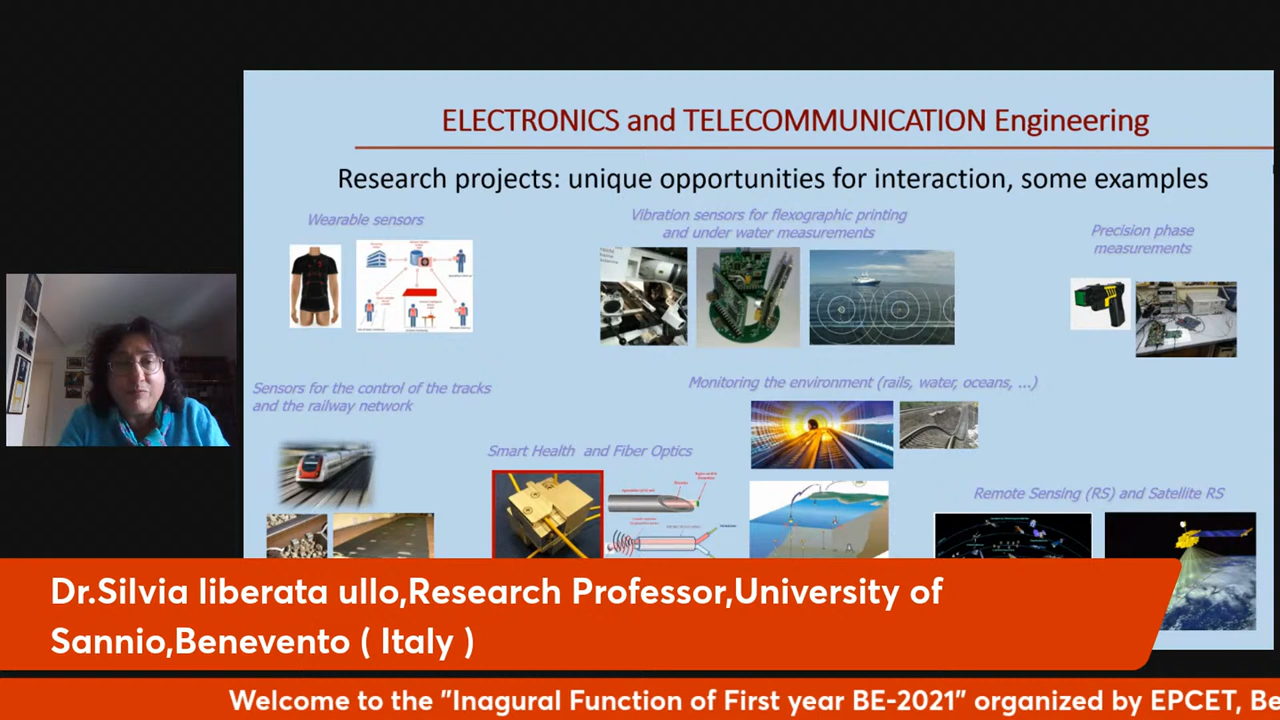 ELECTRONICS and TELECOMMUNICATION Engineering
Research projects: unique opportunities for interaction, some examples
Wearable sensors
Vibration sensors for flexographic printing
and under water measurements
Precision phase
measurements
Sensors for the control of the tracks
and the railway network
Monitoring the environment (rails, water, oceans, ...)
Smart Health and Fiber Optics
Remote Sensing (RS) and Satellite RS
Dr.Silvia liberata ullo,Research Professor,University of
Sannio,Benevento ( Italy )
Welcome to the "Inagural Function of First year BE-2021" organized by EPCET, Be